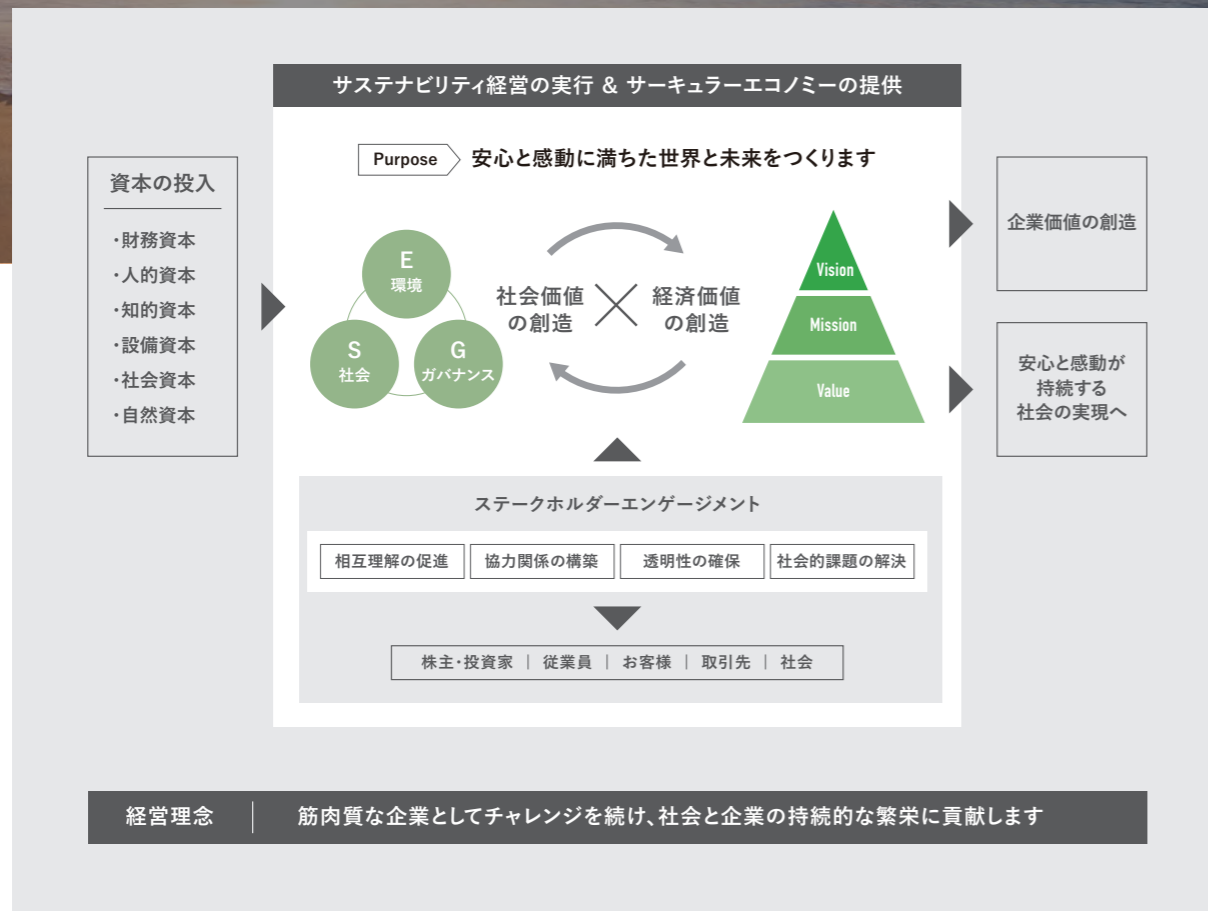 サステナビリティ経営の実行 & サーキュラーエコノミーの提供
Purpose
安心と感動に満ちた世界と未来をつくります
資本の投入
・財務資本
・人的資本
・知的資本
・設備資本
・社会資本
・自然資本
E
環境
S
社会
G
ガバナンス
社会価値
の創造
経済価値
の創造
Vision
Mission
Value
企業価値の創造
安心と感動が
持続する
社会の実現へ
ステークホルダーエンゲージメント
相互理解の促進
協力関係の構築
透明性の確保
社会的課題の解決
株主・投資家 | 従業員 | お客様 | 取引先 | 社会
経営理念 | 筋肉質な企業としてチャレンジを続け、社会と企業の持続的な繁栄に貢献します